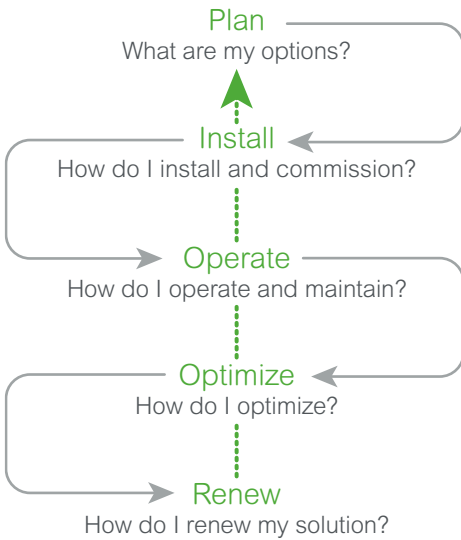 Plan
What are my options?
Install
How do I install and commission?
Operate
How do I operate and maintain?
Optimize
How do I optimize?
Renew
How do I renew my solution?